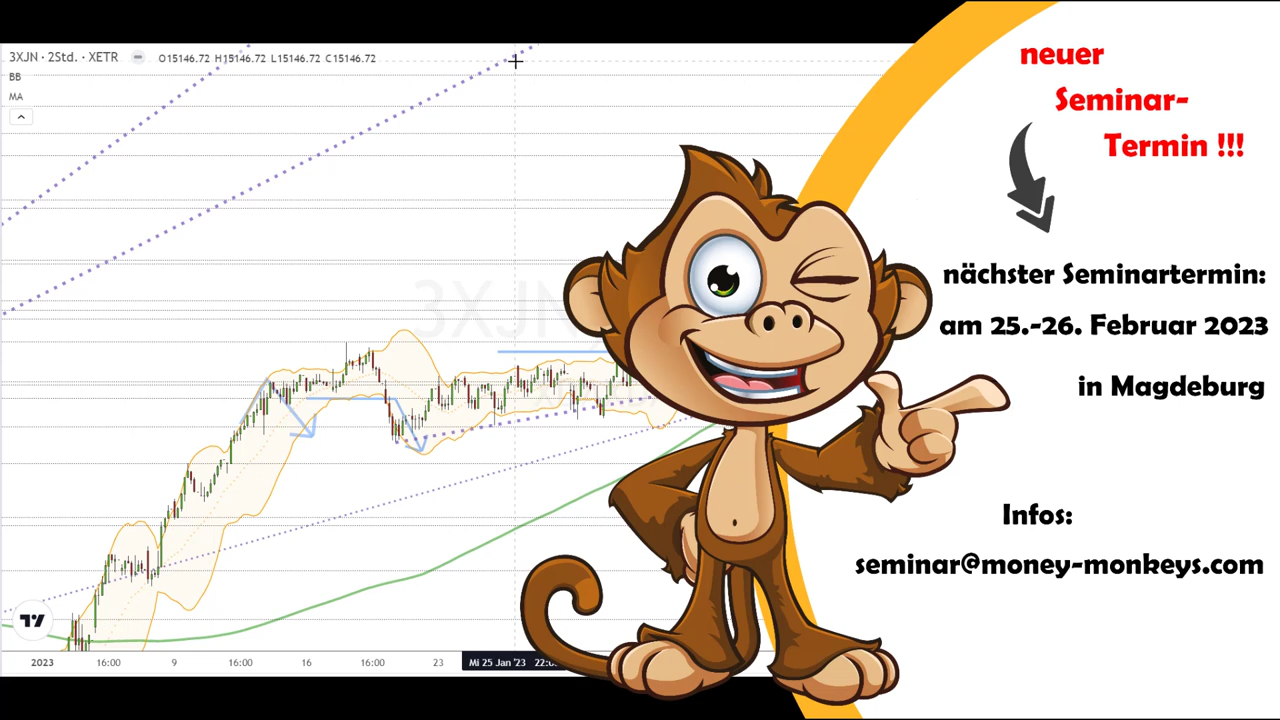 3XJN · 2Std. · XETR O15146.72 H15146.72 L15146.72 C15146.72
BB
MA
3XJN
2023 16:00 9 16:00 16 16:00 23 Mi 25 Jan '23
neuer
Seminar-
Termin !!!
nächster Seminartermin:
am 25.-26. Februar 2023
in Magdeburg
Infos:
seminar@money-monkeys.com